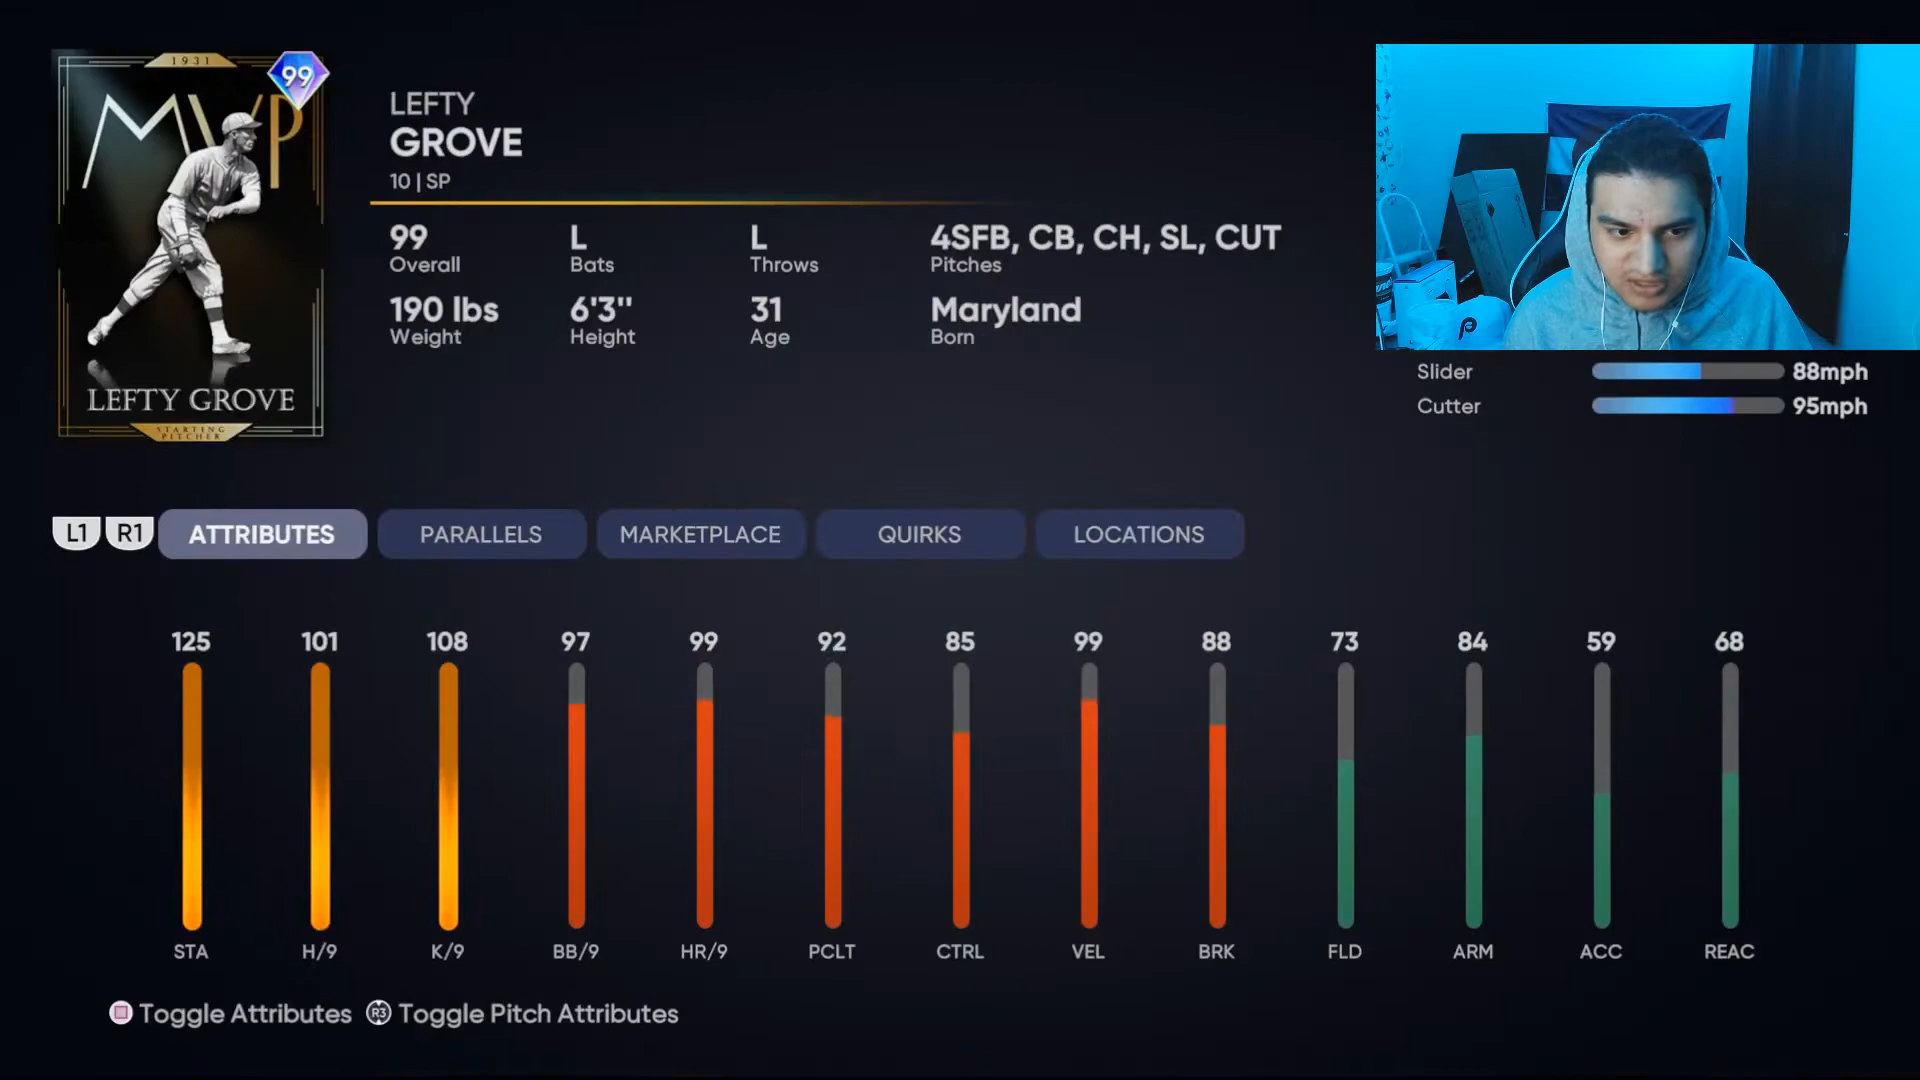 1931
99
MVP
LEFTY GROVE
STARTING
PITCHER
LEFTY
GROVE
10 | SP
99
Overall
L
Bats
L
Throws
4SFB, CB, CH, SL, CUT
Pitches
190 lbs
Weight
6'3"
Height
31
Age
Maryland
Born
P
Slider 88mph
Cutter 95mph
L1 R1 ATTRIBUTES PARALLELS MARKETPLACE QUIRKS LOCATIONS
125 101 108 97 99 92 85 99 88 73 84 59 68
STA H/9 K/9 BB/9 HR/9 PCLT CTRL VEL BRK FLD ARM ACC REAC
Toggle Attributes R3 Toggle Pitch Attributes